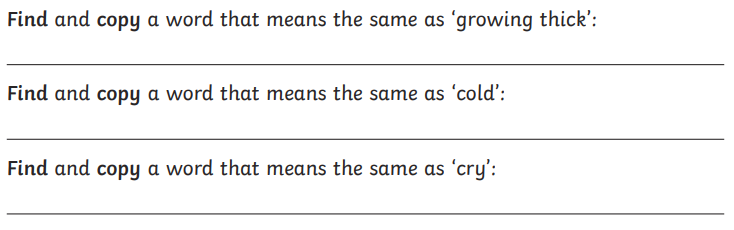 Find and copy a word that means the same as ‘growing thick’:
Find and copy a word that means the same as ‘cold’:
Find and copy a word that means the same as ‘cry’: